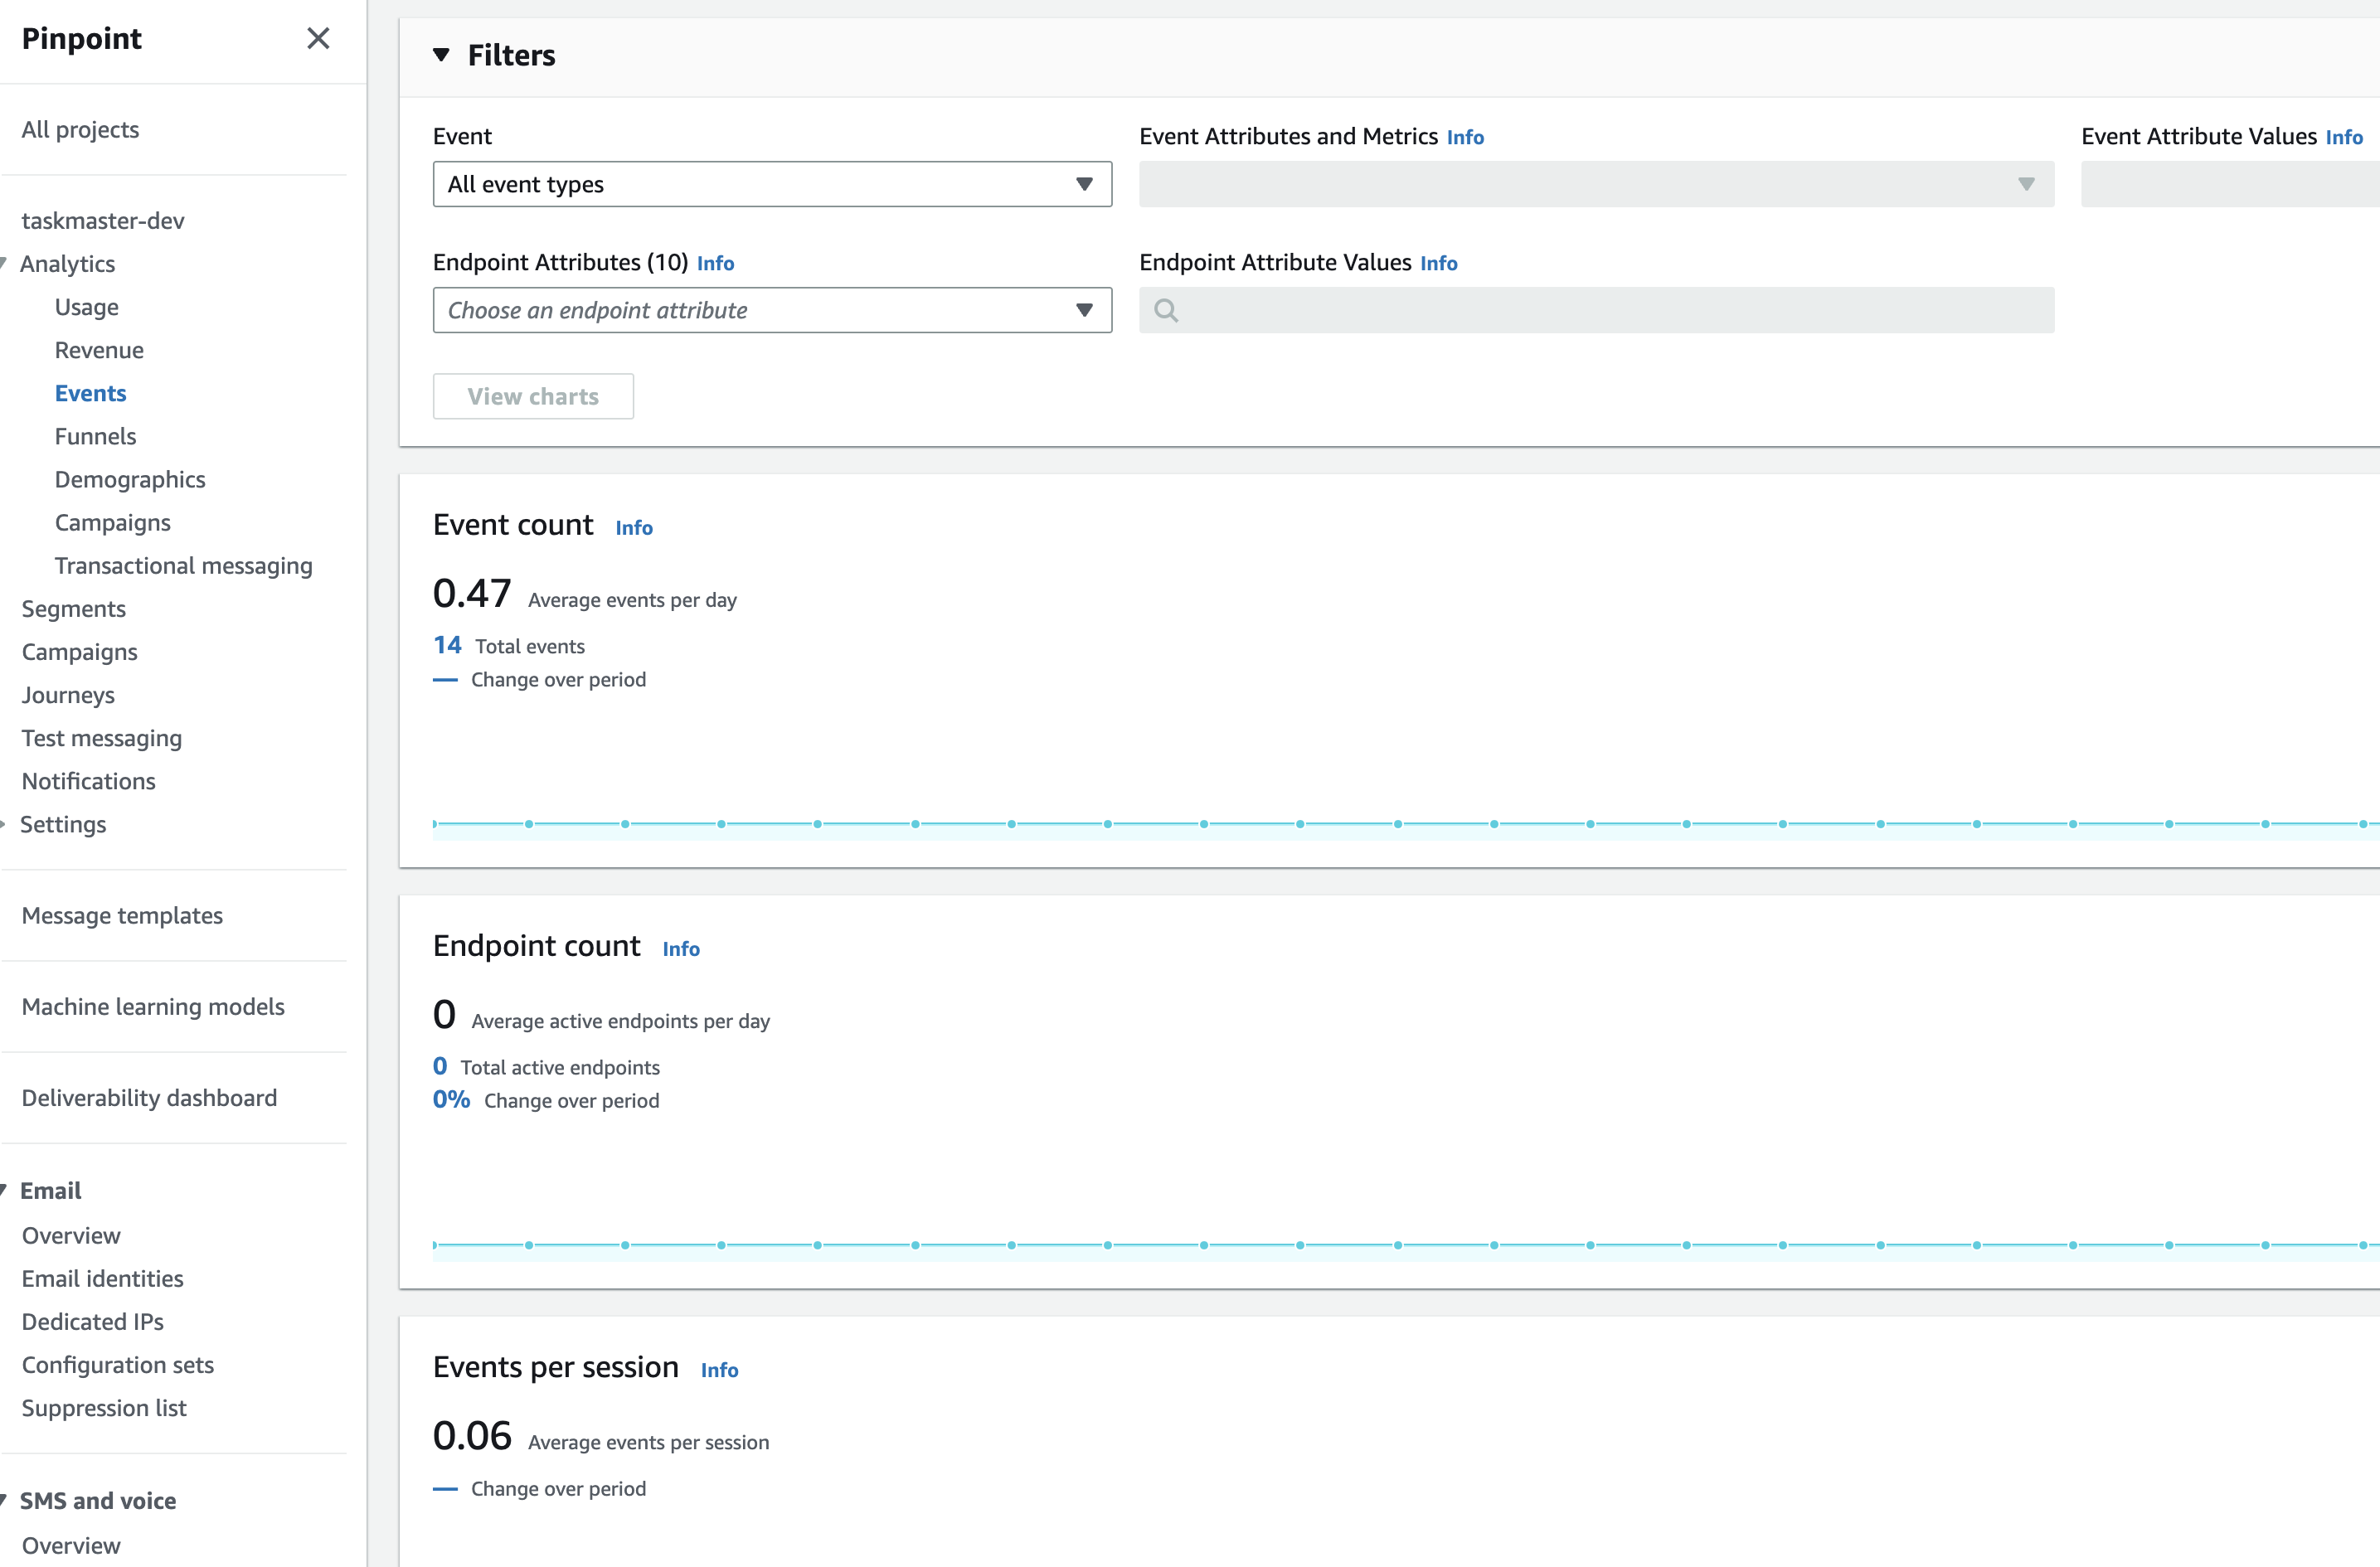 Pinpoint
All projects
taskmaster-dev
Analytics
Usage
Revenue
Events
Funnels
Demographics
Campaigns
Transactional messaging
Segments
Campaigns
Journeys
Test messaging
Notifications
Settings
Message templates
Machine learning models
Deliverability dashboard
Email
Overview
Email identities
Dedicated IPs
Configuration sets
Suppression list
SMS and voice
Overview
Filters
Event
All event types
Event Attributes and Metrics Info
Event Attribute Values Info
Endpoint Attributes (10) Info
Choose an endpoint attribute
Endpoint Attribute Values Info
View charts
Event count Info
0.47 Average events per day
14 Total events
— Change over period
Endpoint count Info
0 Average active endpoints per day
0 Total active endpoints
0% Change over period
Events per session Info
0.06 Average events per session
— Change over period